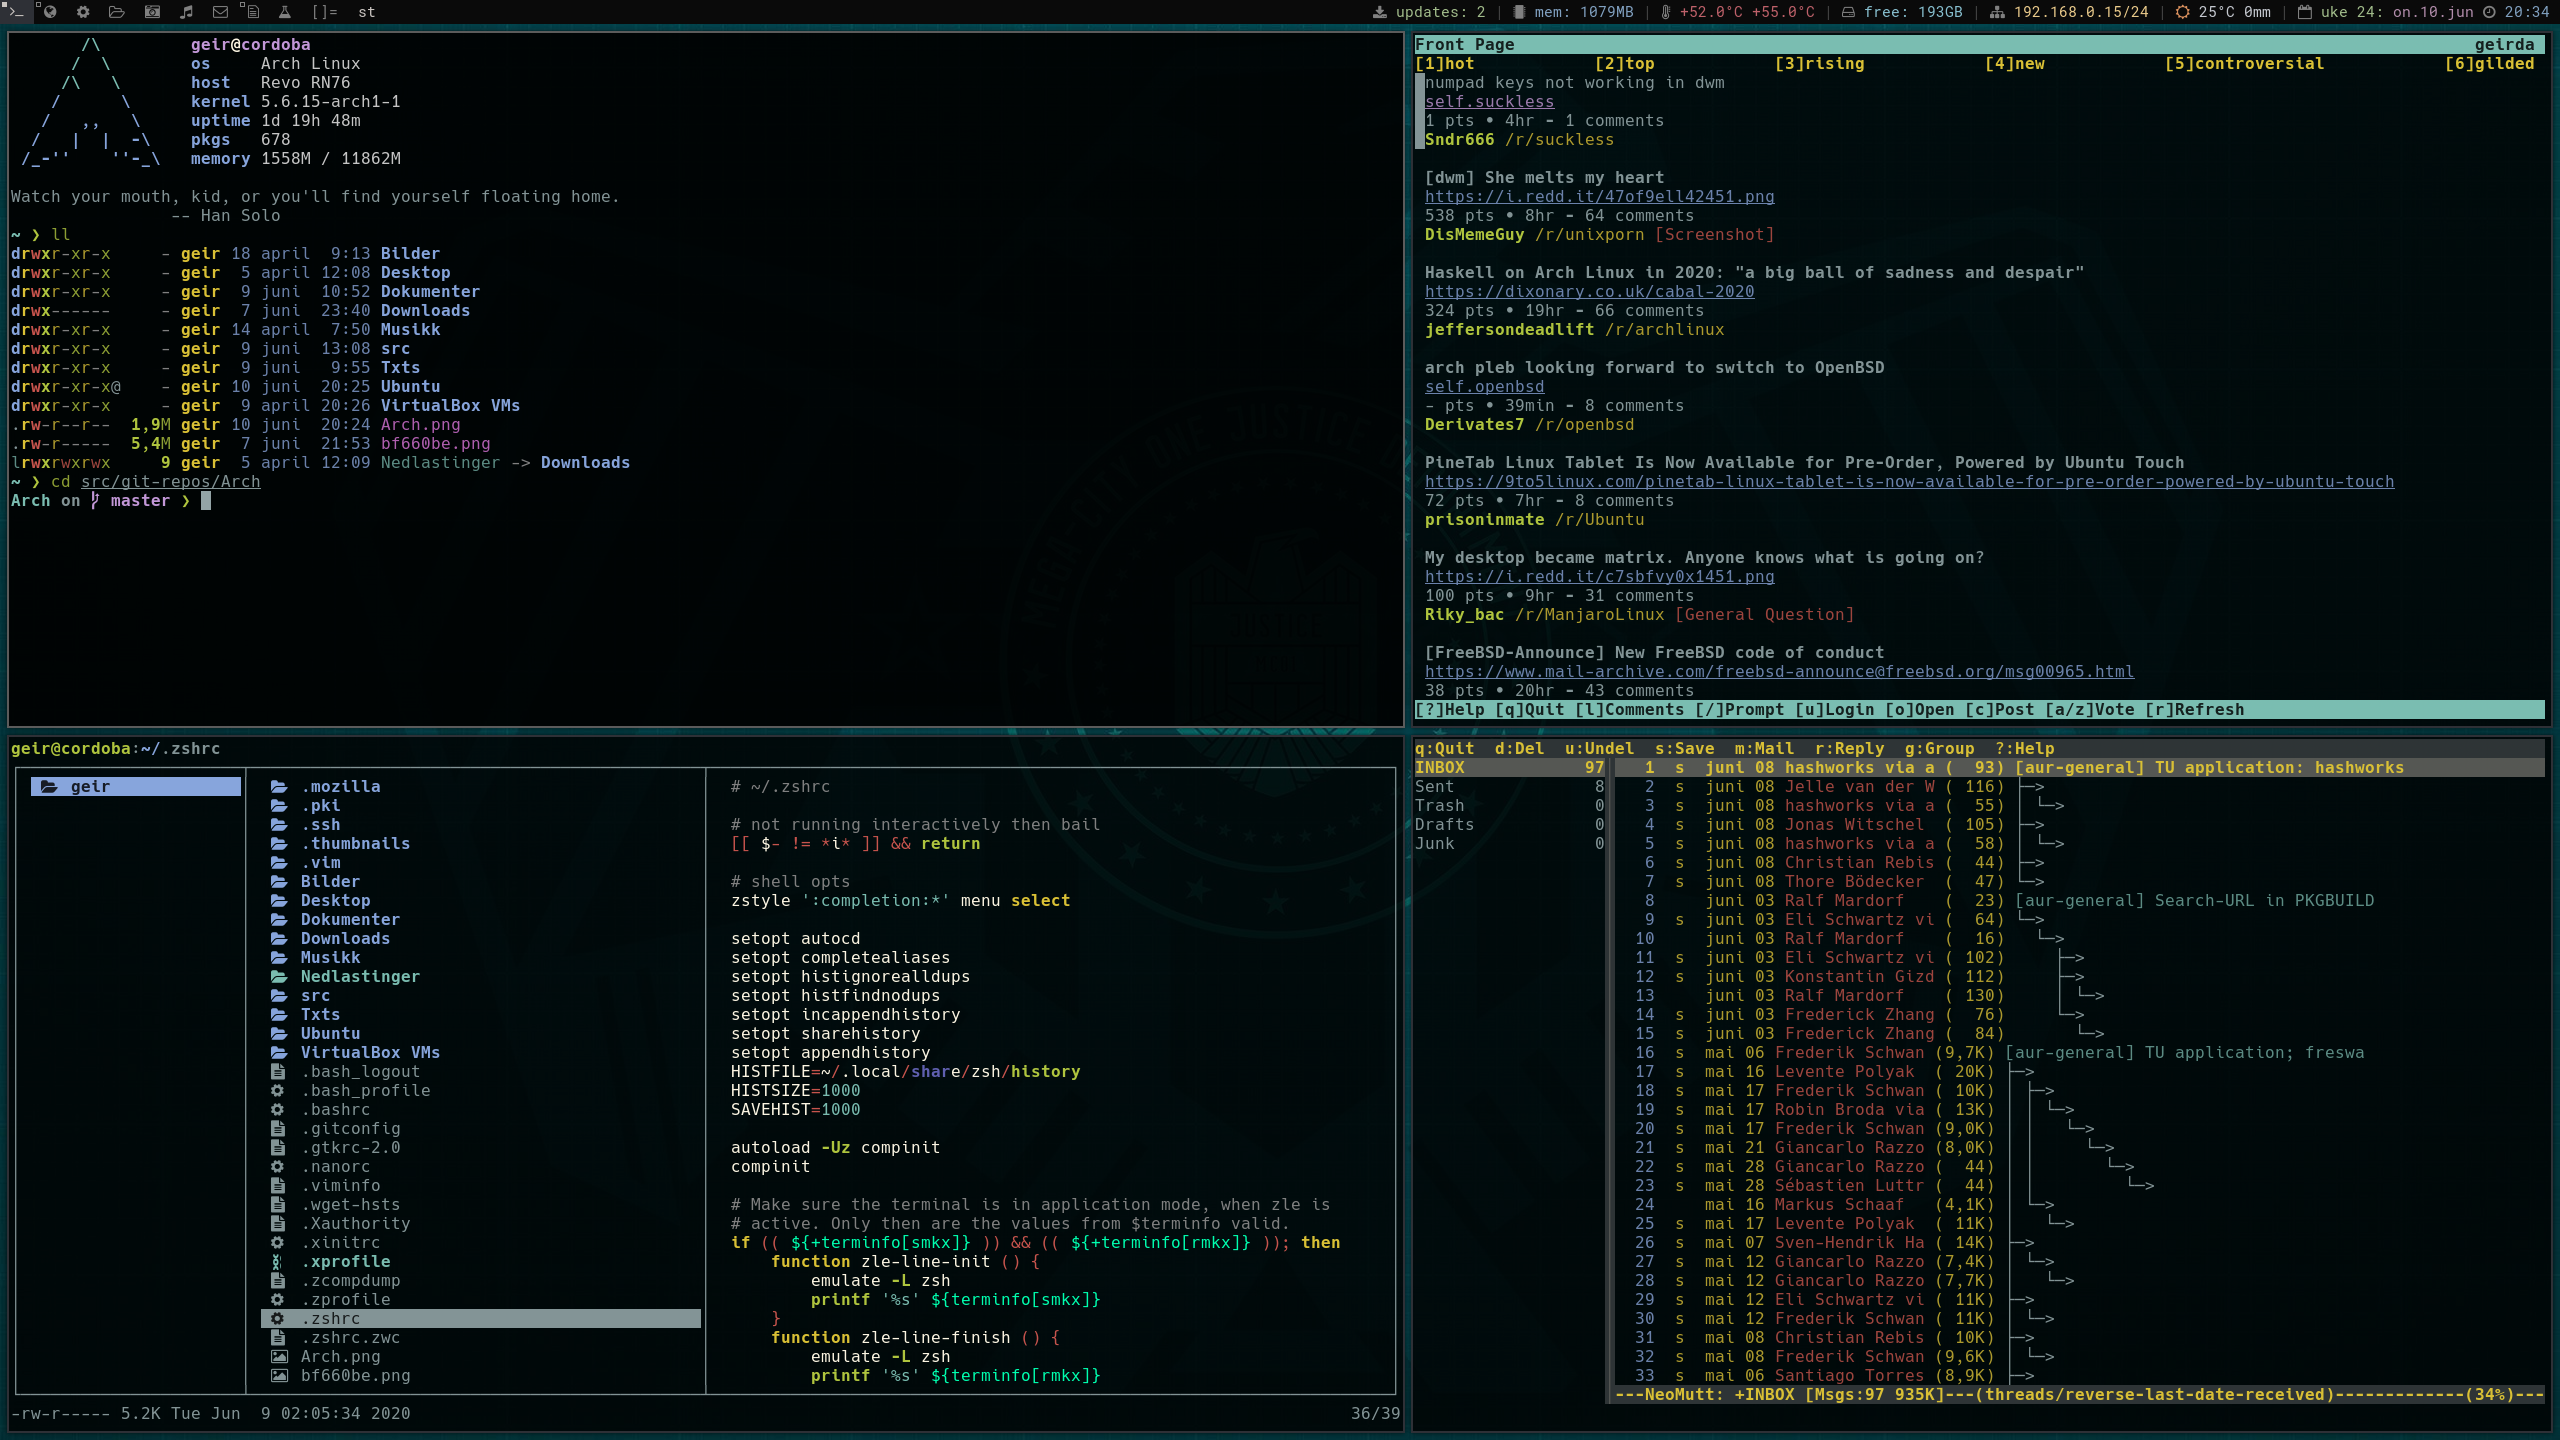 []= st updates: 2 | mem: 1079MB | +52.0°C +55.0°C | free: 193GB | 192.168.0.15/24 | 25°C 0mm | uke 24: on.10.jun 20:34
/\ geir@cordoba
/ \ os Arch Linux
/\ \ host Revo RN76
/ \ kernel 5.6.15-arch1-1
/ ,, \ uptime 1d 19h 48m
/ | | -\ pkgs 678
/_-'' ''-_\ memory 1558M / 11862M
Watch your mouth, kid, or you'll find yourself floating home.
-- Han Solo
~ ❯ ll
drwxr-xr-x - geir 18 april 9:13 Bilder
drwxr-xr-x - geir 5 april 12:08 Desktop
drwxr-xr-x - geir 9 juni 10:52 Dokumenter
drwx------ - geir 7 juni 23:40 Downloads
drwxr-xr-x - geir 14 april 7:50 Musikk
drwxr-xr-x - geir 9 juni 13:08 src
drwxr-xr-x - geir 9 juni 9:55 Txts
drwxr-xr-x@ - geir 10 juni 20:25 Ubuntu
drwxr-xr-x - geir 9 april 20:26 VirtualBox VMs
.rw-r--r-- 1,9M geir 10 juni 20:24 Arch.png
.rw-r----- 5,4M geir 7 juni 21:53 bf660be.png
lrwxrwxrwx 9 geir 5 april 12:09 Nedlastinger -> Downloads
~ ❯ cd src/git-repos/Arch
Arch on master ❯
Front Page geirda
[1]hot [2]top [3]rising [4]new [5]controversial [6]gilded
numpad keys not working in dwm
self.suckless
1 pts • 4hr - 1 comments
Sndr666 /r/suckless
[dwm] She melts my heart
https://i.redd.it/47of9ell42451.png
538 pts • 8hr - 64 comments
DisMemeGuy /r/unixporn [Screenshot]
Haskell on Arch Linux in 2020: "a big ball of sadness and despair"
https://dixonary.co.uk/cabal-2020
324 pts • 19hr - 66 comments
jeffersondeadlift /r/archlinux
arch pleb looking forward to switch to OpenBSD
self.openbsd
- pts • 39min - 8 comments
Derivates7 /r/openbsd
PineTab Linux Tablet Is Now Available for Pre-Order, Powered by Ubuntu Touch
https://9to5linux.com/pinetab-linux-tablet-is-now-available-for-pre-order-powered-by-ubuntu-touch
72 pts • 7hr - 8 comments
prisoninmate /r/Ubuntu
My desktop became matrix. Anyone knows what is going on?
https://i.redd.it/c7sbfvy0x1451.png
100 pts • 9hr - 31 comments
Riky_bac /r/ManjaroLinux [General Question]
[FreeBSD-Announce] New FreeBSD code of conduct
https://www.mail-archive.com/freebsd-announce@freebsd.org/msg00965.html
38 pts • 20hr - 43 comments
[?]Help [q]Quit [l]Comments [/]Prompt [u]Login [o]Open [c]Post [a/z]Vote [r]Refresh
MEGA-CITY ONE JUSTICE
geir@cordoba:~/.zshrc
geir
.mozilla
.pki
.ssh
.thumbnails
.vim
Bilder
Desktop
Dokumenter
Downloads
Musikk
Nedlastinger
src
Txts
Ubuntu
VirtualBox VMs
.bash_logout
.bash_profile
.bashrc
.gitconfig
.gtkrc-2.0
.nanorc
.viminfo
.wget-hsts
.Xauthority
.xinitrc
.xprofile
.zcompdump
.zprofile
.zshrc
.zshrc.zwc
Arch.png
bf660be.png
# ~/.zshrc
# not running interactively then bail
[[ $- != *i* ]] && return
# shell opts
zstyle ':completion:*' menu select
setopt autocd
setopt completealiases
setopt histignorealldups
setopt histfindnodups
setopt incappendhistory
setopt sharehistory
setopt appendhistory
HISTFILE=~/.local/share/zsh/history
HISTSIZE=1000
SAVEHIST=1000
autoload -Uz compinit
compinit
# Make sure the terminal is in application mode, when zle is
# active. Only then are the values from $terminfo valid.
if (( ${+terminfo[smkx]} )) && (( ${+terminfo[rmkx]} )); then
function zle-line-init () {
emulate -L zsh
printf '%s' ${terminfo[smkx]}
}
function zle-line-finish () {
emulate -L zsh
printf '%s' ${terminfo[rmkx]}
-rw-r----- 5.2K Tue Jun 9 02:05:34 2020 36/39
q:Quit d:Del u:Undel s:Save m:Mail r:Reply g:Group ?:Help
INBOX 97
Sent 8
Trash 0
Drafts 0
Junk 0
1 s juni 08 hashworks via a ( 93) [aur-general] TU application: hashworks
2 s juni 08 Jelle van der W ( 116) ├─>
3 s juni 08 hashworks via a ( 55) │ └─>
4 s juni 08 Jonas Witschel ( 105) ├─>
5 s juni 08 hashworks via a ( 58) │ └─>
6 s juni 08 Christian Rebis ( 44) ├─>
7 s juni 08 Thore Bödecker ( 47) └─>
8 juni 03 Ralf Mardorf ( 23) [aur-general] Search-URL in PKGBUILD
9 s juni 03 Eli Schwartz vi ( 64) └─>
10 juni 03 Ralf Mardorf ( 16) └─>
11 s juni 03 Eli Schwartz vi ( 102) ├─>
12 s juni 03 Konstantin Gizd ( 112) ├─>
13 juni 03 Ralf Mardorf ( 130) │ └─>
14 s juni 03 Frederick Zhang ( 76) └─>
15 s juni 03 Frederick Zhang ( 84) └─>
16 s mai 06 Frederik Schwan (9,7K) [aur-general] TU application; freswa
17 s mai 16 Levente Polyak ( 20K) ├─>
18 s mai 17 Frederik Schwan ( 10K) │ ├─>
19 s mai 17 Robin Broda via ( 13K) │ │ └─>
20 s mai 17 Frederik Schwan (9,0K) │ │ └─>
21 s mai 21 Giancarlo Razzo (8,0K) │ │ └─>
22 s mai 28 Giancarlo Razzo ( 44) │ │ └─>
23 s mai 28 Sébastien Luttr ( 44) │ │ └─>
24 mai 16 Markus Schaaf (4,1K) │ └─>
25 s mai 17 Levente Polyak ( 11K) │ └─>
26 s mai 07 Sven-Hendrik Ha ( 14K) ├─>
27 s mai 12 Giancarlo Razzo (7,4K) │ └─>
28 s mai 12 Giancarlo Razzo (7,7K) │ └─>
29 s mai 12 Eli Schwartz vi ( 11K) ├─>
30 s mai 12 Frederik Schwan ( 11K) │ └─>
31 s mai 08 Christian Rebis ( 10K) ├─>
32 s mai 08 Frederik Schwan (9,6K) │ └─>
33 s mai 06 Santiago Torres (8,9K) ├─>
---NeoMutt: +INBOX [Msgs:97 935K]---(threads/reverse-last-date-received)-------------(34%)---